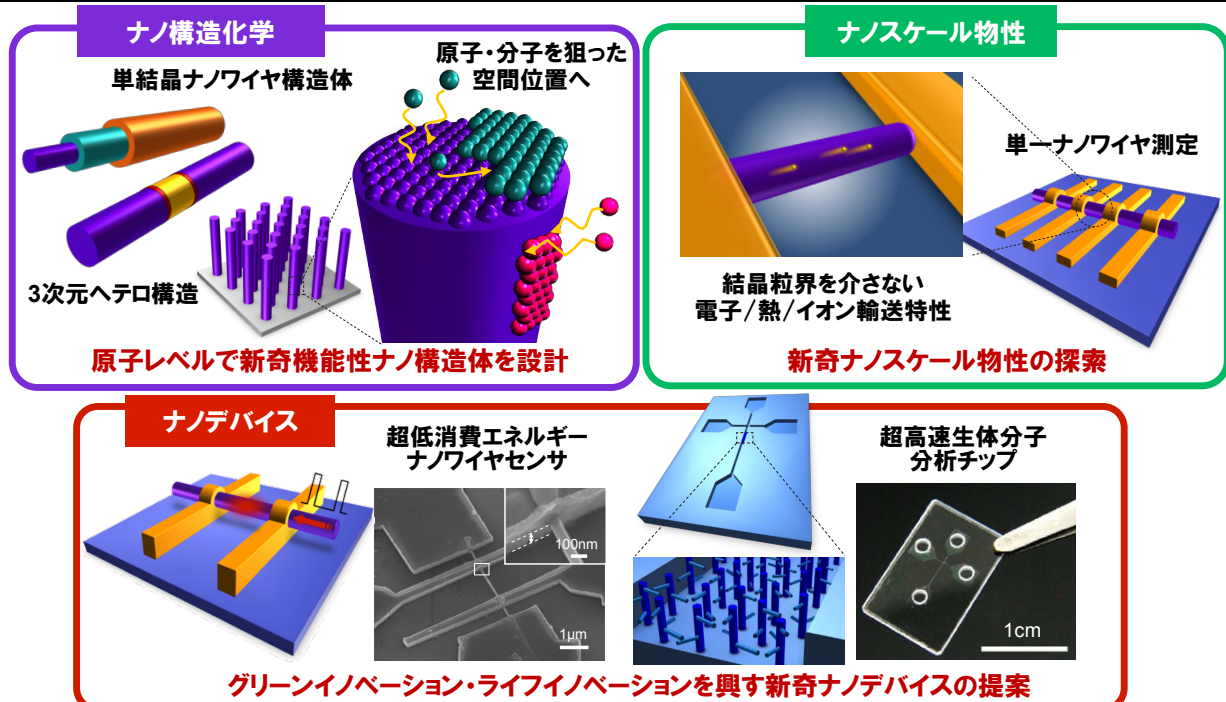 ナノ構造化学
単結晶ナノワイヤ構造体
原子・分子を狙った
空間位置へ
3次元ヘテロ構造
原子レベルで新奇機能性ナノ構造体を設計
ナノスケール物性
単一ナノワイヤ測定
結晶粒界を介さない
電子/熱/イオン輸送特性
新奇ナノスケール物性の探索
ナノデバイス
超低消費エネルギー
ナノワイヤセンサ
100nm
1μm
超高速生体分子
分析チップ
1cm
グリーンイノベーション・ライフイノベーションを興す新奇ナノデバイスの提案